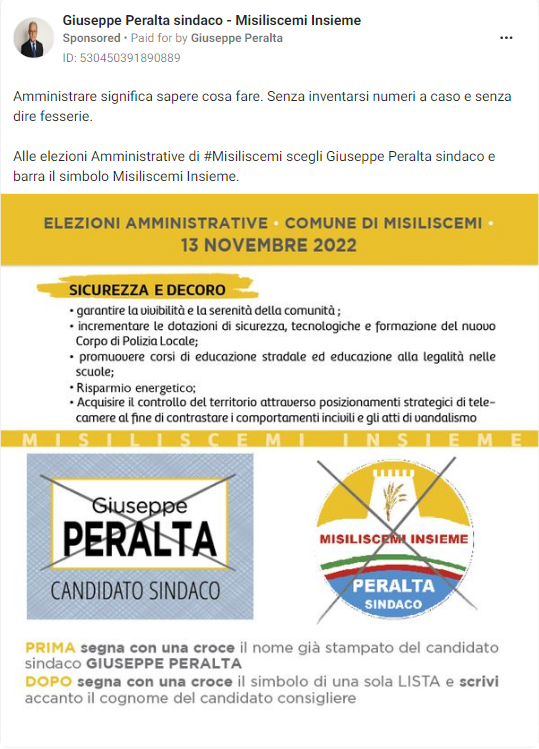 Giuseppe Peralta sindaco - Misiliscemi Insieme
Sponsored • Paid for by Giuseppe Peralta
ID: 530450391890889
Amministrare significa sapere cosa fare. Senza inventarsi numeri a caso e senza
dire fesserie.
Alle elezioni Amministrative di #Misiliscemi scegli Giuseppe Peralta sindaco e
barra il simbolo Misiliscemi Insieme.
ELEZIONI AMMINISTRATIVE • COMUNE DI MISILISCEMI •
13 NOVEMBRE 2022
SICUREZZA E DECORO
• garantire la vivibilità e la serenità della comunità ;
• incrementare le dotazioni di sicurezza, tecnologiche e formazione del nuovo
Corpo di Polizia Locale;
• promuovere corsi di educazione stradale ed educazione alla legalità nelle
scuole;
• Risparmio energetico;
• Acquisire il controllo del territorio attraverso posizionamenti strategici di tele-
camere al fine di contrastare i comportamenti incivili e gli atti di vandalismo
MISILISCEMI INSIEME
Giuseppe
PERALTA
CANDIDATO SINDACO
MISILISCEMI INSIEME
PERALTA
SINDACO
PRIMA segna con una croce il nome già stampato del candidato
sindaco GIUSEPPE PERALTA
DOPO segna con una croce il simbolo di una sola LISTA e scrivi
accanto il cognome del candidato consigliere